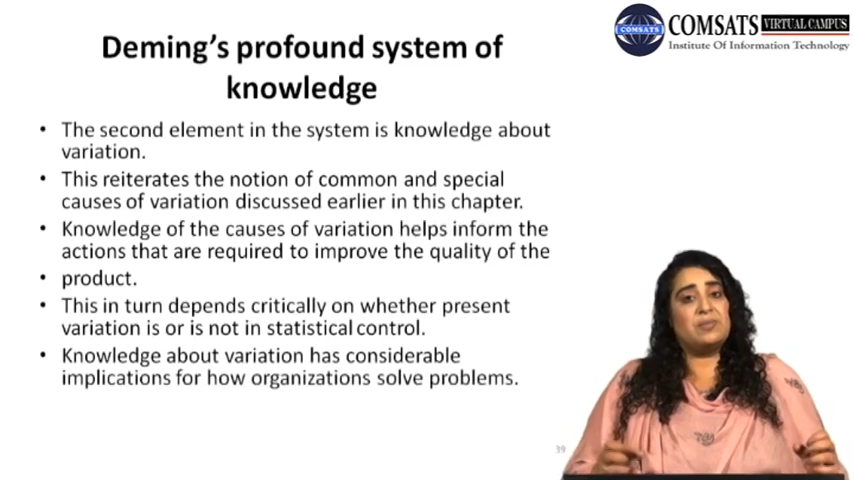 COMSATS
COMSATS VIRTUAL CAMPUS
Institute Of Information Technology
Deming's profound system of
knowledge
• The second element in the system is knowledge about
variation.
• This reiterates the notion of common and special
causes of variation discussed earlier in this chapter.
• Knowledge of the causes of variation helps inform the
actions that are required to improve the quality of the
• product.
• This in turn depends critically on whether present
variation is or is not in statistical control.
• Knowledge about variation has considerable
implications for how organizations solve problems.
39